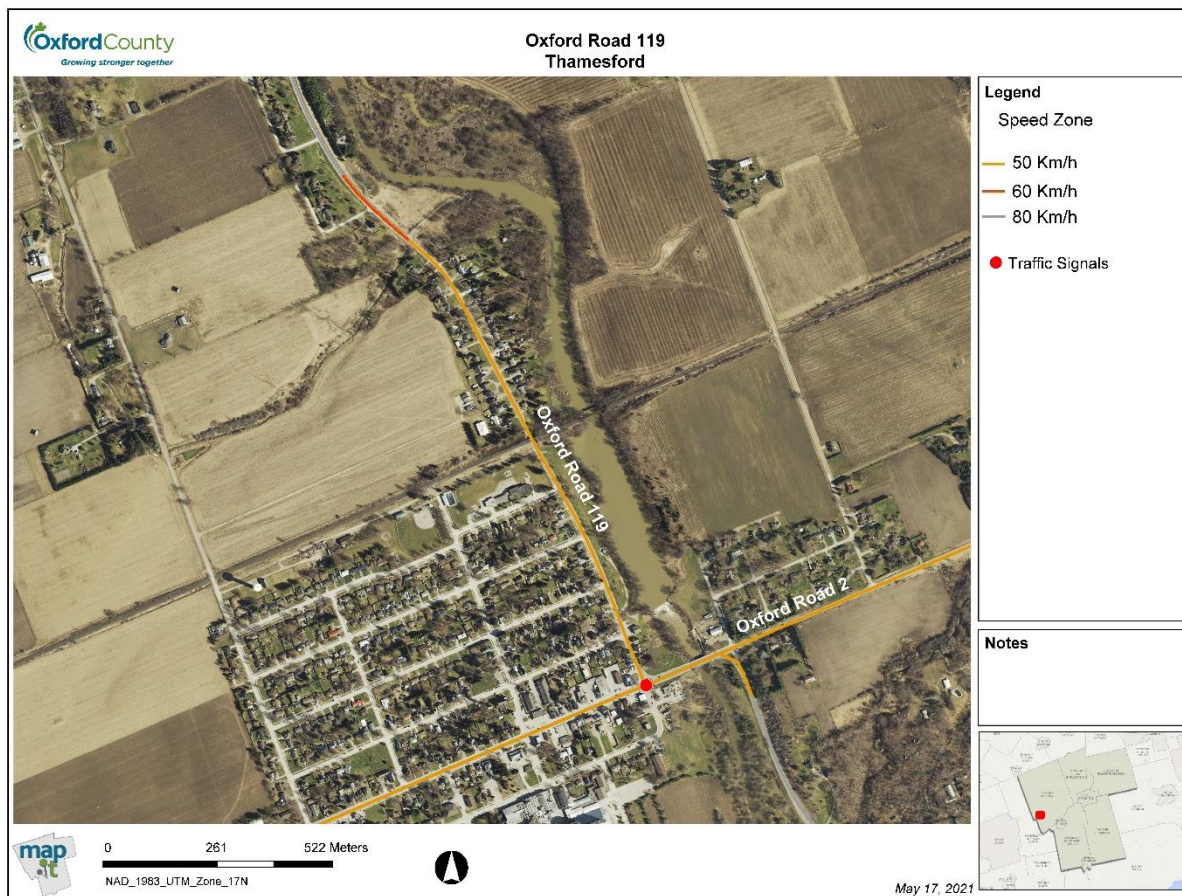 OxfordCounty
Growing stronger together
Oxford Road 119
Thamesford
Oxford Road 119
Oxford Road 2
Legend
Speed Zone
50 Km/h
60 Km/h
80 Km/h
Traffic Signals
Notes
map it
0 261 522 Meters
NAD_1983_UTM_Zone_17N
May 17, 2021